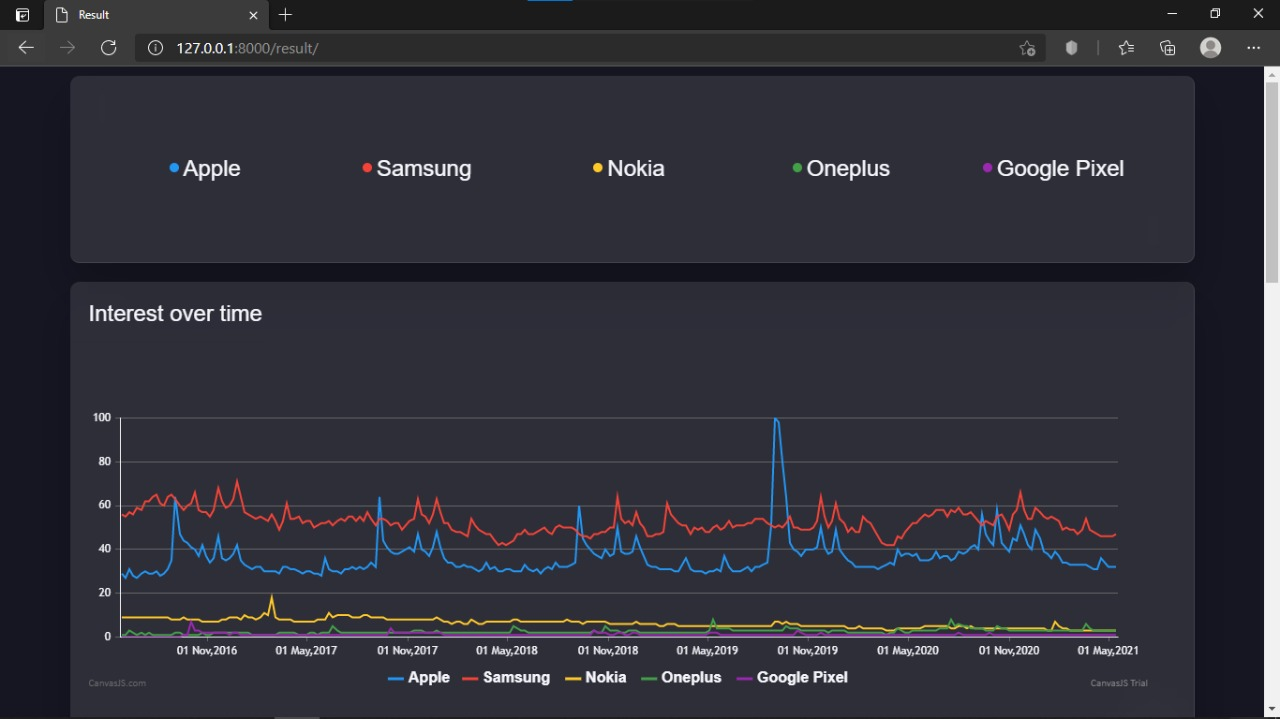 Result
127.0.0.1:8000/result/
Apple Samsung Nokia Oneplus Google Pixel
Interest over time
100
80
60
40
20
0
01 Nov,2016 01 May,2017 01 Nov,2017 01 May,2018 01 Nov,2018 01 May,2019 01 Nov,2019 01 May,2020 01 Nov,2020 01 May,2021
Apple Samsung Nokia Oneplus Google Pixel
CanvasJS.com CanvasJS Trial